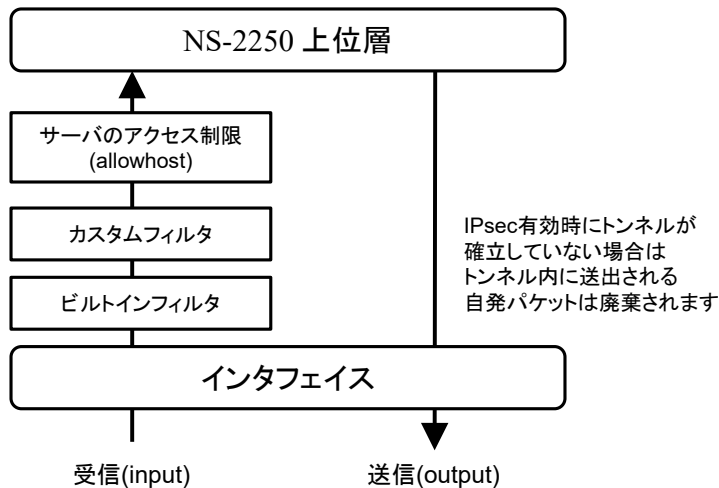 NS-2250 上位層
サーバのアクセス制限
(allowhost)
カスタムフィルタ
ビルトインフィルタ
IPsec有効時にトンネルが
確立していない場合は
トンネル内に送出される
自発パケットは廃棄されます
インタフェイス
受信(input)
送信(output)